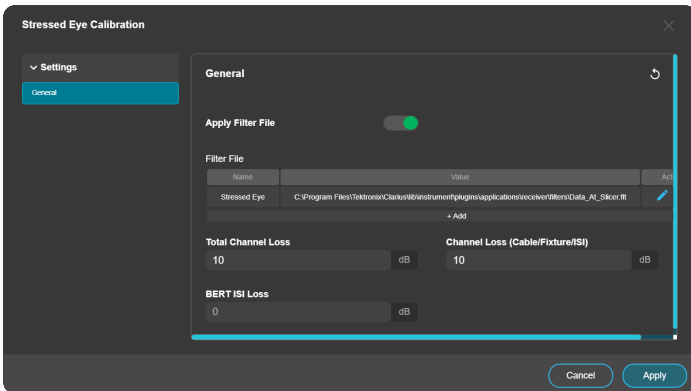 Stressed Eye Calibration
Settings
General
General
Apply Filter File
Filter File
Name Value Act
Stressed Eye C:\Program Files\Tektronix\Clarius\lib\instrument\plugins\applications\receiver\filters\Data_At_Slicer.flt
+ Add
Total Channel Loss Channel Loss (Cable/Fixture/ISI)
10 dB 10 dB
BERT ISI Loss
0 dB
Cancel Apply